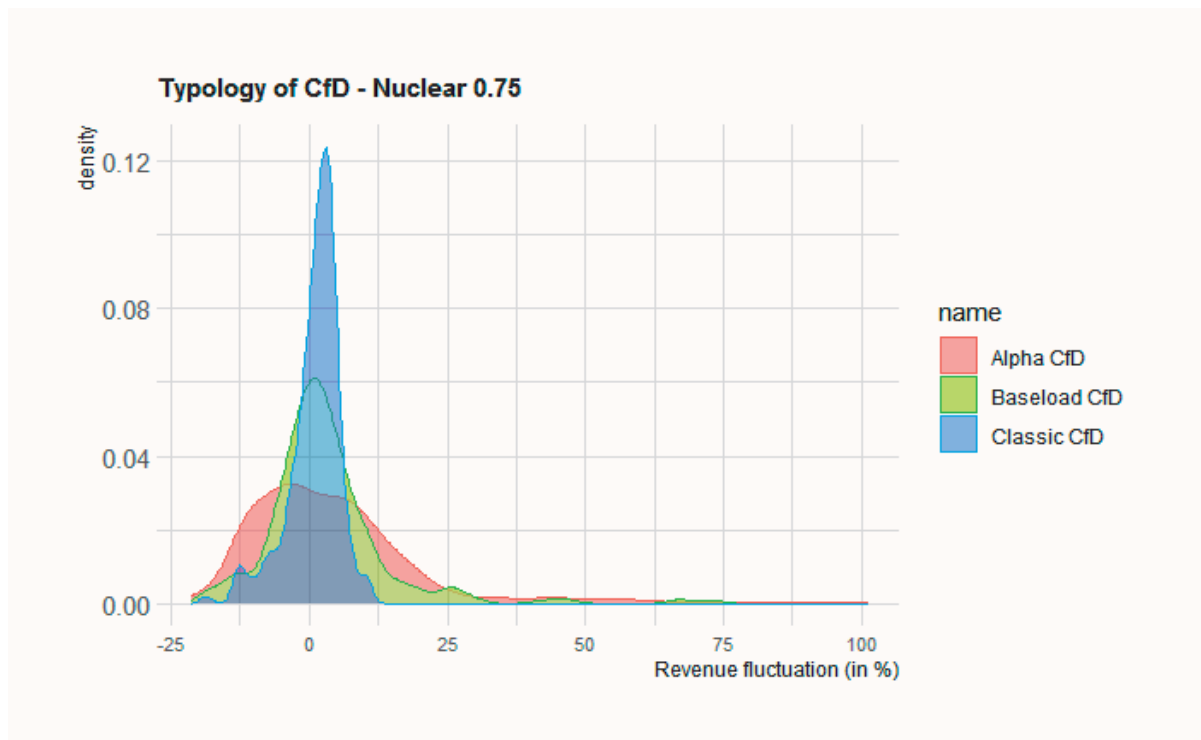 Typology of CfD - Nuclear 0.75
density
0.12
0.08
0.04
0.00
-25 0 25 50 75 100
Revenue fluctuation (in %)
name
Alpha CfD
Baseload CfD
Classic CfD